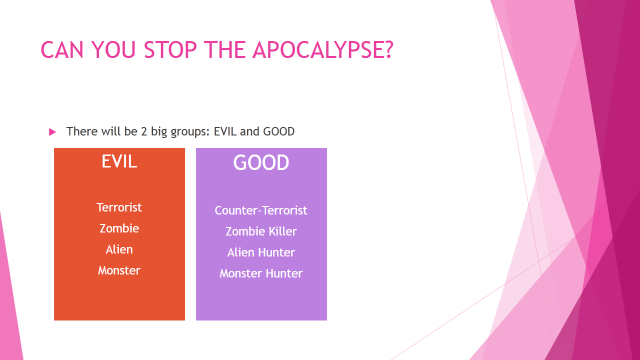 CAN YOU STOP THE APOCALYPSE?
There will be 2 big groups: EVIL and GOOD
EVIL
Terrorist
Zombie
Alien
Monster
GOOD
Counter-Terrorist
Zombie Killer
Alien Hunter
Monster Hunter